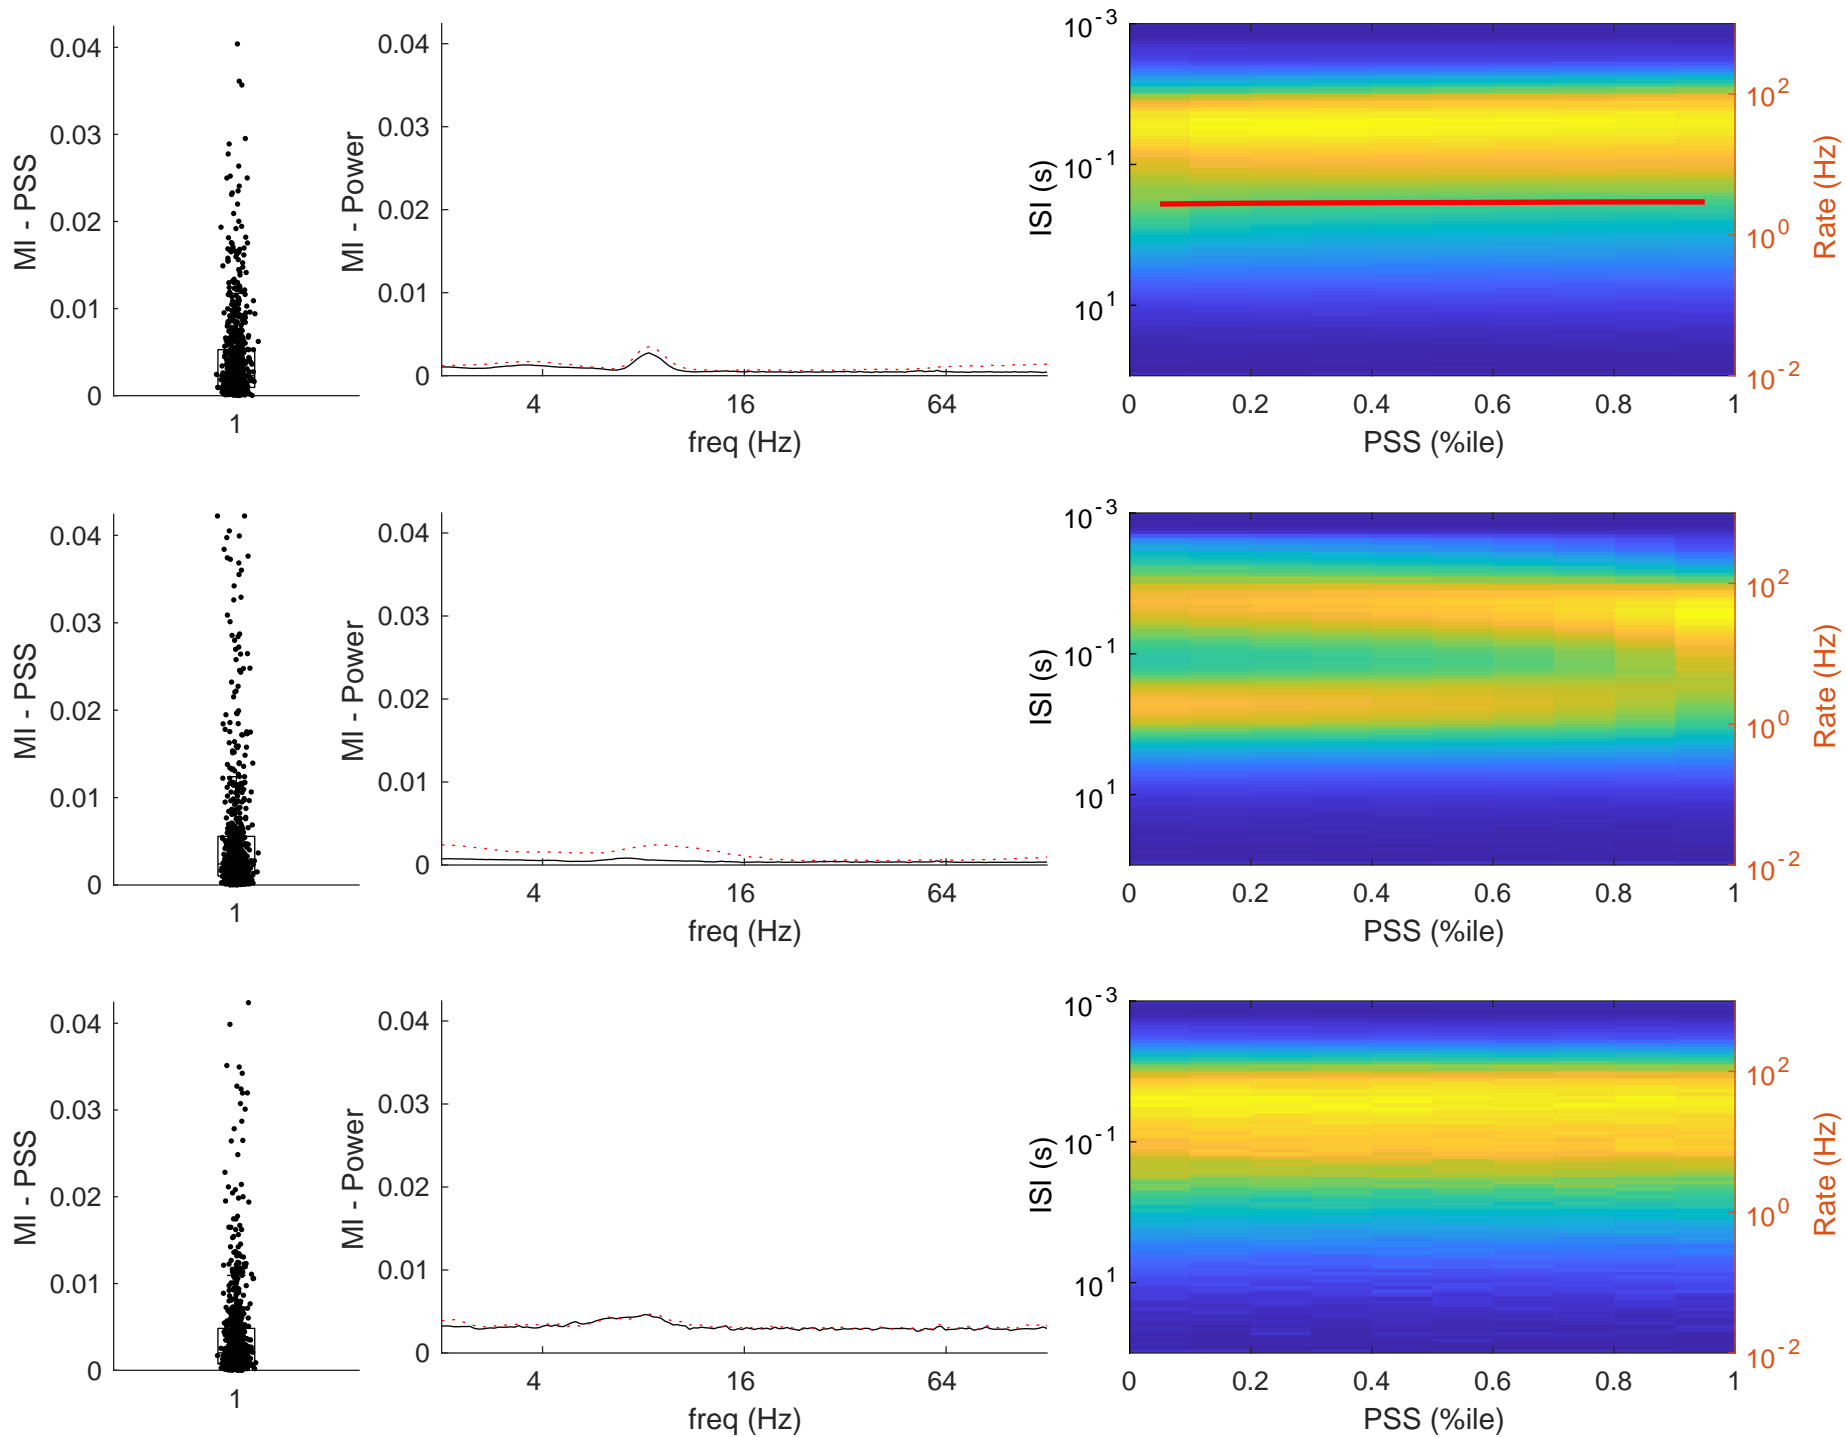 MI - PSS
0.04
0.03
0.02
0.01
0
1
MI - Power
0.04
0.03
0.02
0.01
0
4 16 64
freq (Hz)
ISI (s)
10-3
10-1
101
0 0.2 0.4 0.6 0.8 1
PSS (%ile)
102
100
10-2
Rate (Hz)
MI - PSS
0.04
0.03
0.02
0.01
0
1
MI - Power
0.04
0.03
0.02
0.01
0
4 16 64
freq (Hz)
ISI (s)
10-3
10-1
101
0 0.2 0.4 0.6 0.8 1
PSS (%ile)
102
100
10-2
Rate (Hz)
MI - PSS
0.04
0.03
0.02
0.01
0
1
MI - Power
0.04
0.03
0.02
0.01
0
4 16 64
freq (Hz)
ISI (s)
10-3
10-1
101
0 0.2 0.4 0.6 0.8 1
PSS (%ile)
102
100
10-2
Rate (Hz)